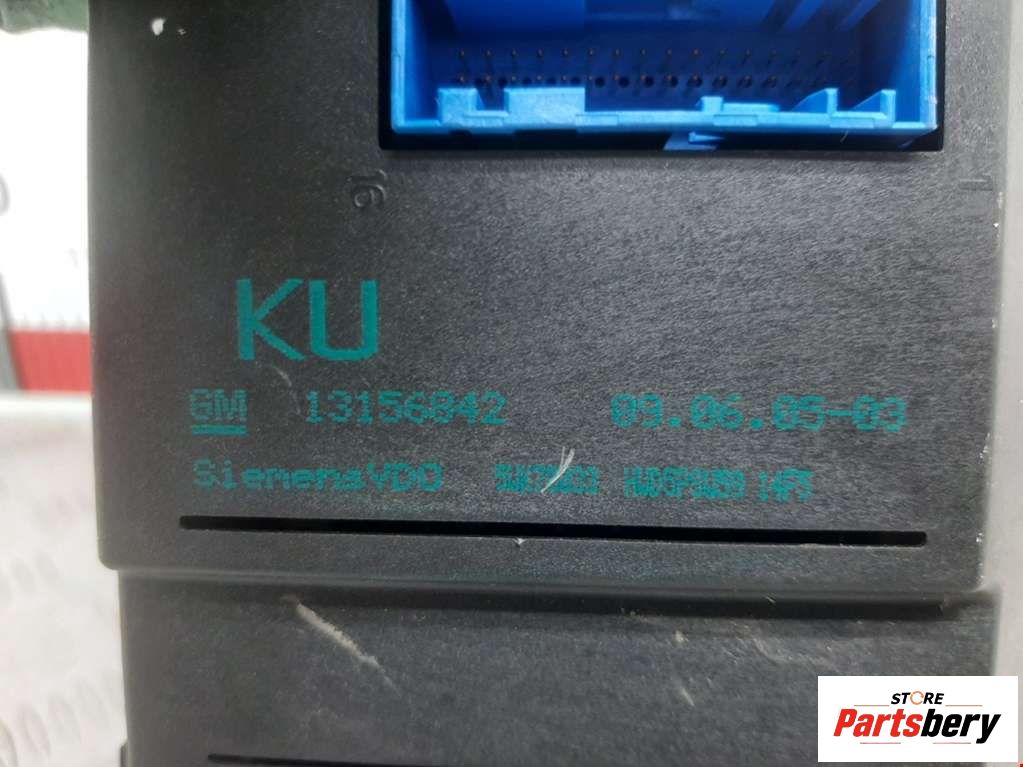 16
KU
GM 13156842 09.06.05-03
SiemensVDO
STORE
Partsbery